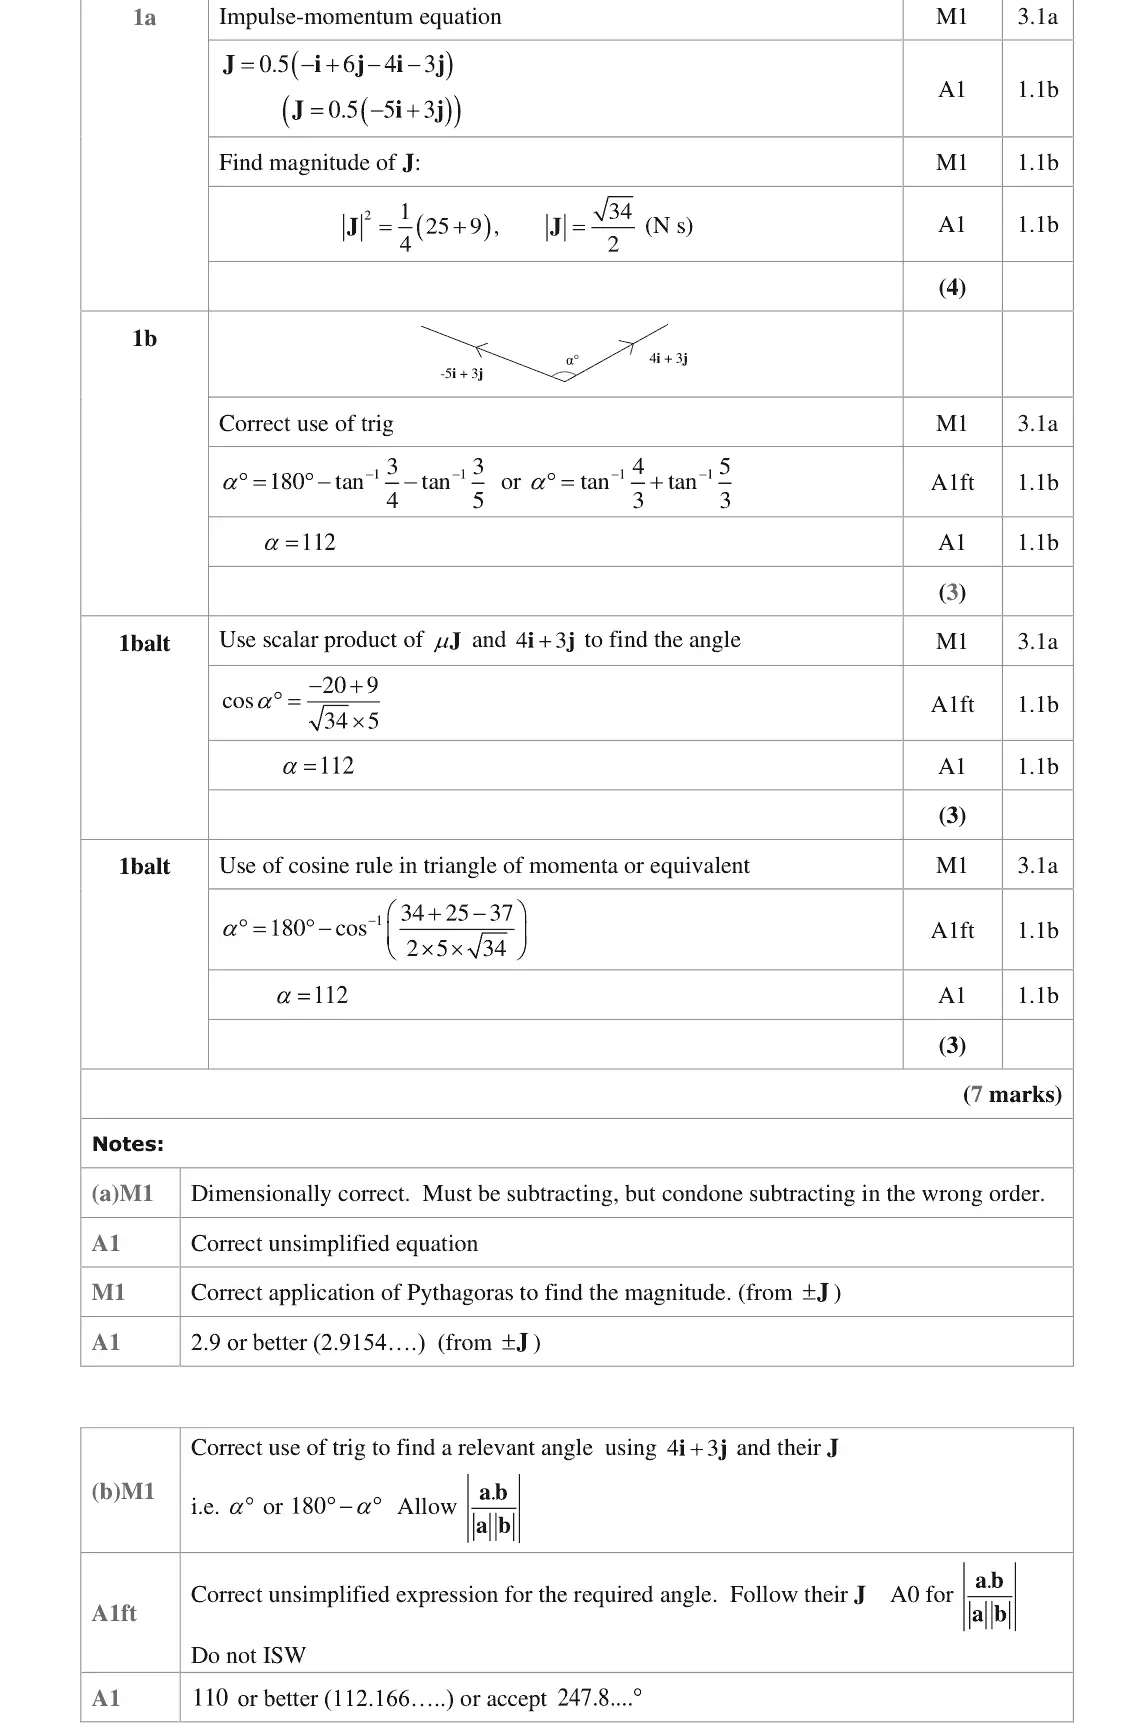 1a Impulse-momentum equation M1 3.1a
J = 0.5(−i + 6j − 4i − 3j)
(J = 0.5(−5i + 3j)) A1 1.1b
Find magnitude of J: M1 1.1b
|J|² = 1/4 (25 + 9), |J| = √34/2 (N s) A1 1.1b
(4)
1b
α°
-5i + 3j
4i + 3j
Correct use of trig M1 3.1a
α° = 180° − tan⁻¹ 3/4 − tan⁻¹ 3/5 or α° = tan⁻¹ 4/3 + tan⁻¹ 5/3 A1ft 1.1b
α = 112 A1 1.1b
(3)
1balt Use scalar product of μJ and 4i + 3j to find the angle M1 3.1a
cos α° = (−20 + 9)/(√34 × 5) A1ft 1.1b
α = 112 A1 1.1b
(3)
1balt Use of cosine rule in triangle of momenta or equivalent M1 3.1a
α° = 180° − cos⁻¹((34 + 25 − 37)/(2 × 5 × √34)) A1ft 1.1b
α = 112 A1 1.1b
(3)
(7 marks)
Notes:
(a)M1 Dimensionally correct. Must be subtracting, but condone subtracting in the wrong order.
A1 Correct unsimplified equation
M1 Correct application of Pythagoras to find the magnitude. (from ±J)
A1 2.9 or better (2.9154….) (from ±J)
(b)M1 Correct use of trig to find a relevant angle using 4i + 3j and their J
i.e. α° or 180° − α° Allow |a.b/|a||b||
A1ft Correct unsimplified expression for the required angle. Follow their J A0 for |a.b/|a||b||
Do not ISW
A1 110 or better (112.166…..) or accept 247.8....°